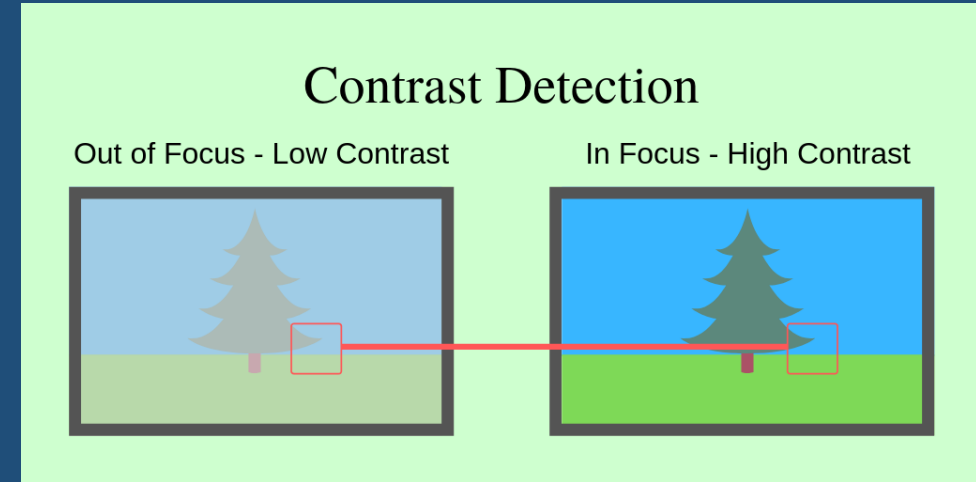 Contrast Detection
Out of Focus - Low Contrast
In Focus - High Contrast